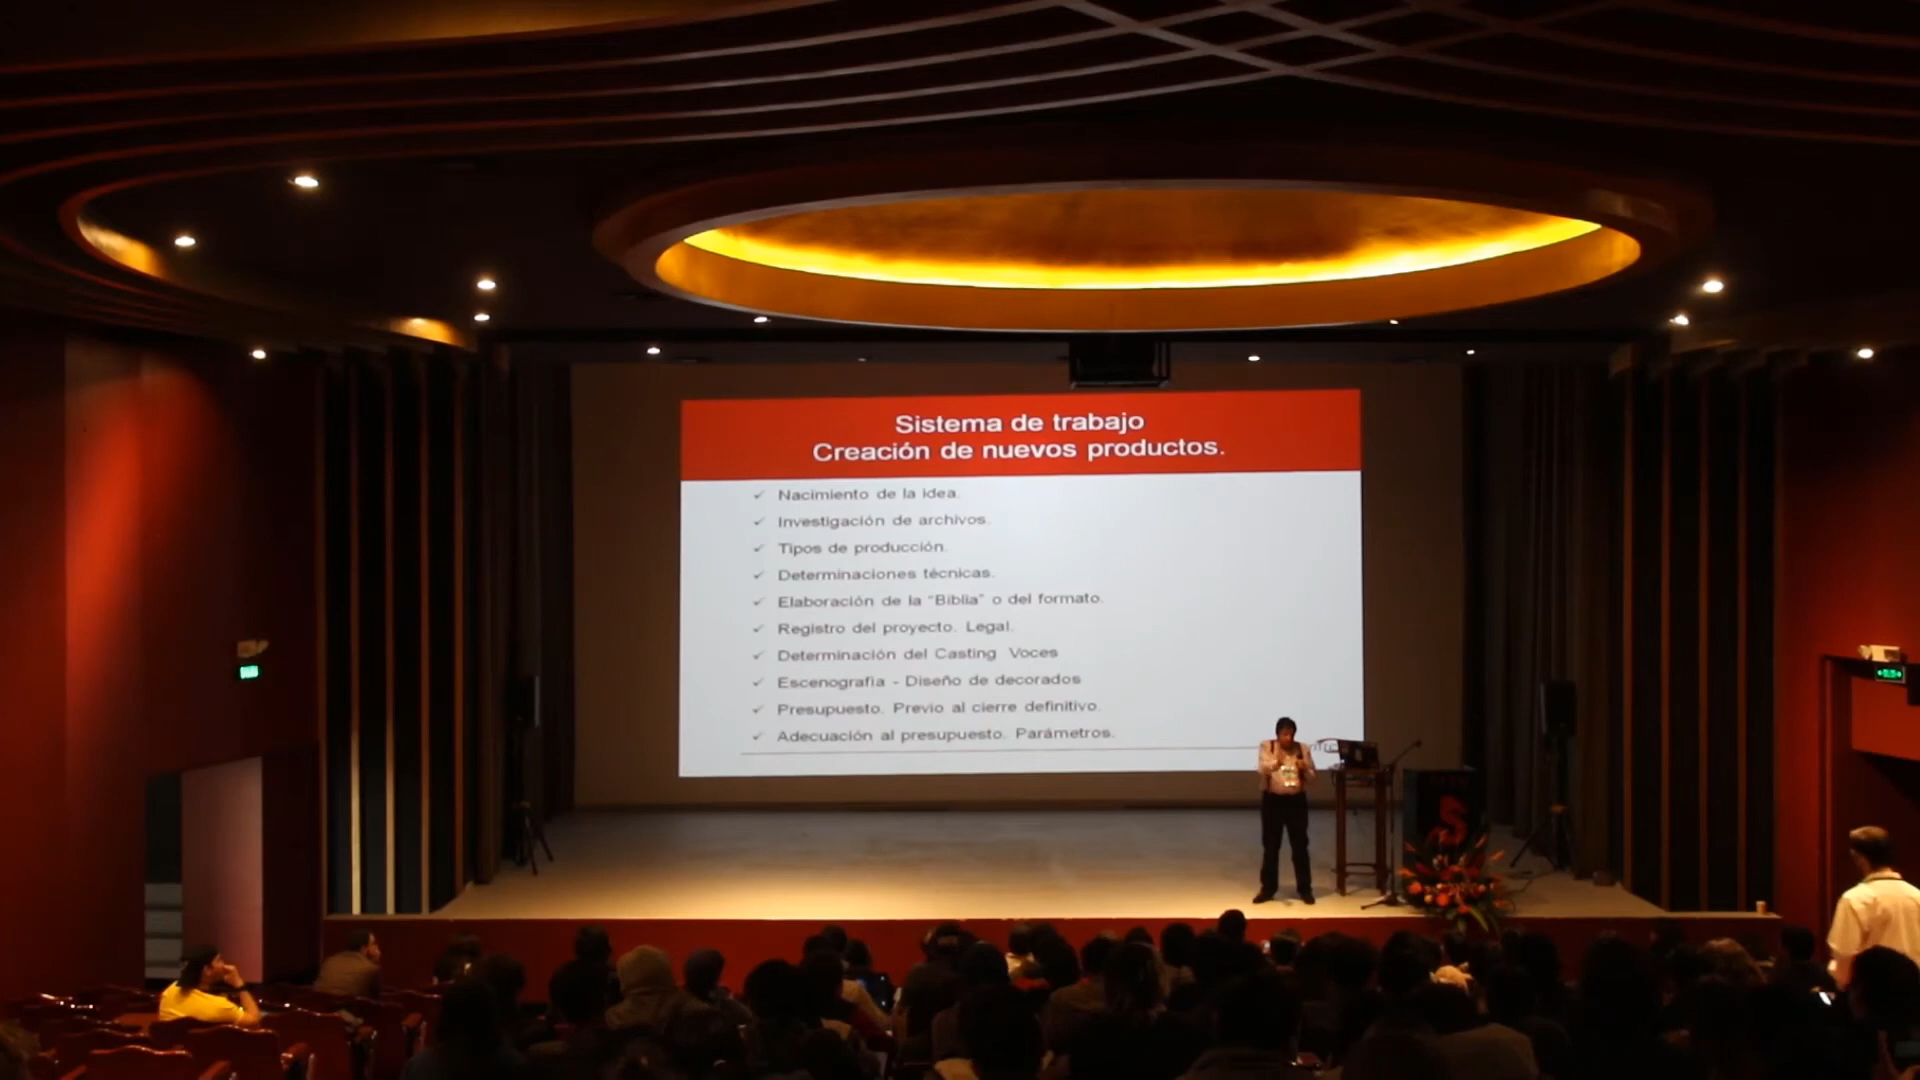 Sistema de trabajo
Creación de nuevos productos.
✓ Nacimiento de la idea.
✓ Investigación de archivos.
✓ Tipos de producción.
✓ Determinaciones técnicas.
✓ Elaboración de la “Biblia” o del formato.
✓ Registro del proyecto. Legal.
✓ Determinación del Casting Voces
✓ Escenografía - Diseño de decorados
✓ Presupuesto. Previo al cierre definitivo.
✓ Adecuación al presupuesto. Parámetros.